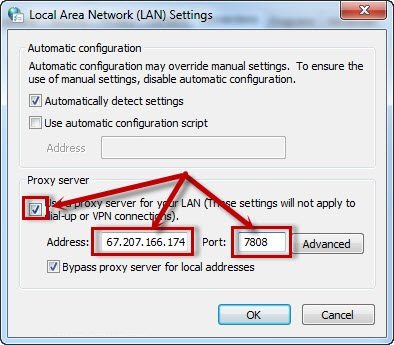 Local Area Network (LAN) Settings
Automatic configuration
Automatic configuration may override manual settings. To ensure the
use of manual settings, disable automatic configuration.
Automatically detect settings
Use automatic configuration script
Address
Proxy server
Use a proxy server for your LAN (These settings will not apply to
dial-up or VPN connections).
Address: 67.207.166.174 Port: 7808 Advanced
Bypass proxy server for local addresses
OK Cancel